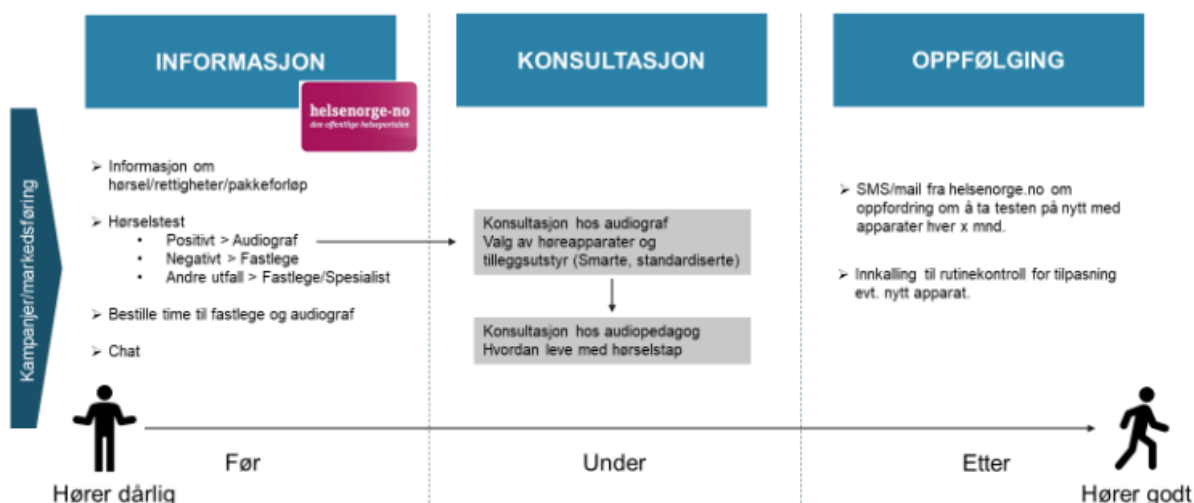 INFORMASJON
KONSULTASJON
OPPFØLGING
helsenorge-no
den offentlige helseportalen
Kampanjer/markedsføring
➢ Informasjon om
hørsel/rettigheter/pakkeforløp
➢ Hørselstest
• Positivt > Audiograf
• Negativt > Fastlege
• Andre utfall > Fastlege/Spesialist
➢ Bestille time til fastlege og audiograf
➢ Chat
Konsultasjon hos audiograf
Valg av høreapparater og
tilleggsutstyr (Smarte, standardiserte)
Konsultasjon hos audiopedagog
Hvordan leve med hørselstap
➢ SMS/mail fra helsenorge.no om
oppfordring om å ta testen på nytt med
apparater hver x mnd.
➢ Innkalling til rutinekontroll for tilpasning
evt. nytt apparat.
Før
Under
Etter
Hører dårlig
Hører godt